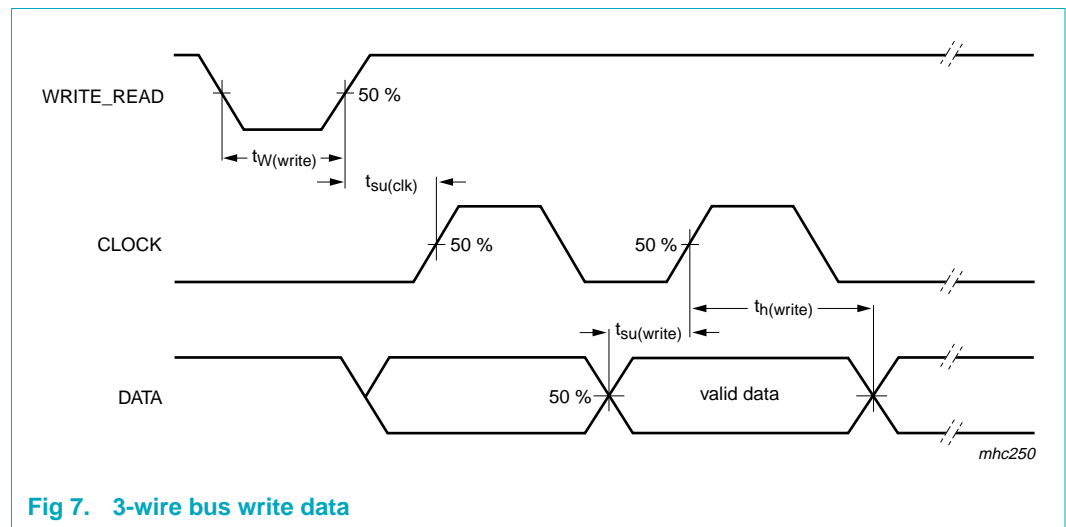 WRITE_READ
50 %
tW(write)
tsu(clk)
CLOCK
50 %
50 %
th(write)
tsu(write)
DATA
50 %
valid data
mhc250
Fig 7. 3-wire bus write data